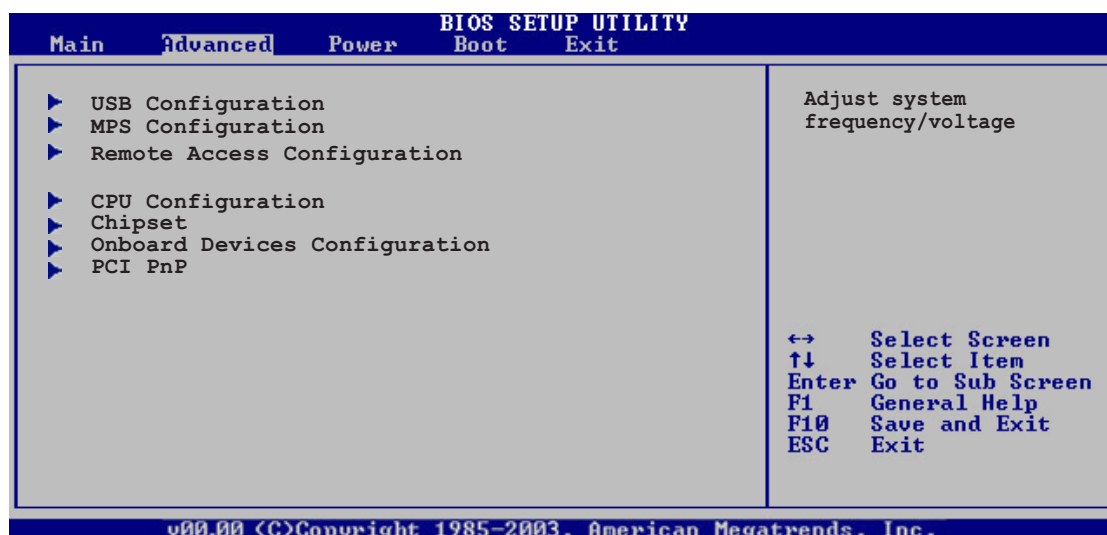 BIOS SETUP UTILITY
Main Advanced Power Boot Exit
USB Configuration
MPS Configuration
Remote Access Configuration
CPU Configuration
Chipset
Onboard Devices Configuration
PCI PnP
Adjust system
frequency/voltage
←→ Select Screen
↑↓ Select Item
Enter Go to Sub Screen
F1 General Help
F10 Save and Exit
ESC Exit
v00.00 (C)Copyright 1985-2003, American Megatrends, Inc.